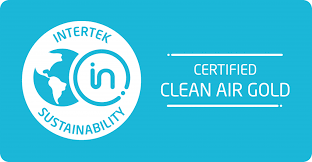 INTERTEK
in
SUSTAINABILITY
CERTIFIED
CLEAN AIR GOLD